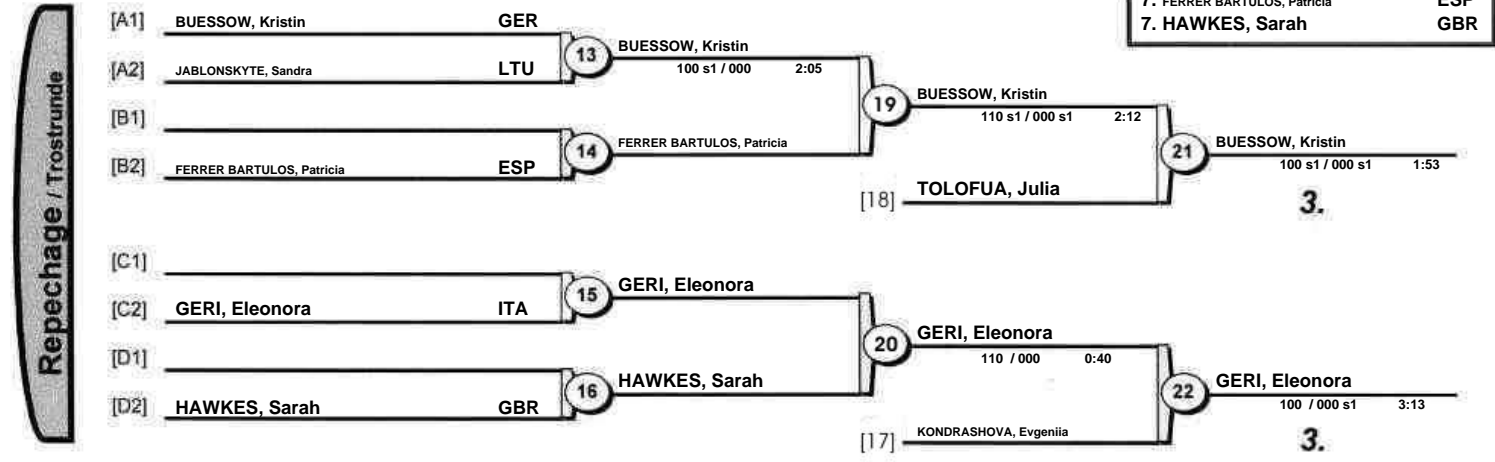 7. FERRER BARTULOS, Patricia ESP
7. HAWKES, Sarah GBR
Repechage / Trostrunde
[A1] BUESSOW, Kristin GER
13 BUESSOW, Kristin
100 s1 / 000 2:05
[A2] JABLONSKYTE, Sandra LTU
19 BUESSOW, Kristin
110 s1 / 000 s1 2:12
[B1]
14 FERRER BARTULOS, Patricia
[B2] FERRER BARTULOS, Patricia ESP
21 BUESSOW, Kristin
100 s1 / 000 s1 1:53
[18] TOLOFUA, Julia
3.
[C1]
15 GERI, Eleonora
[C2] GERI, Eleonora ITA
20 GERI, Eleonora
110 / 000 0:40
[D1]
16 HAWKES, Sarah
[D2] HAWKES, Sarah GBR
22 GERI, Eleonora
100 / 000 s1 3:13
[17] KONDRASHOVA, Evgeniia
3.